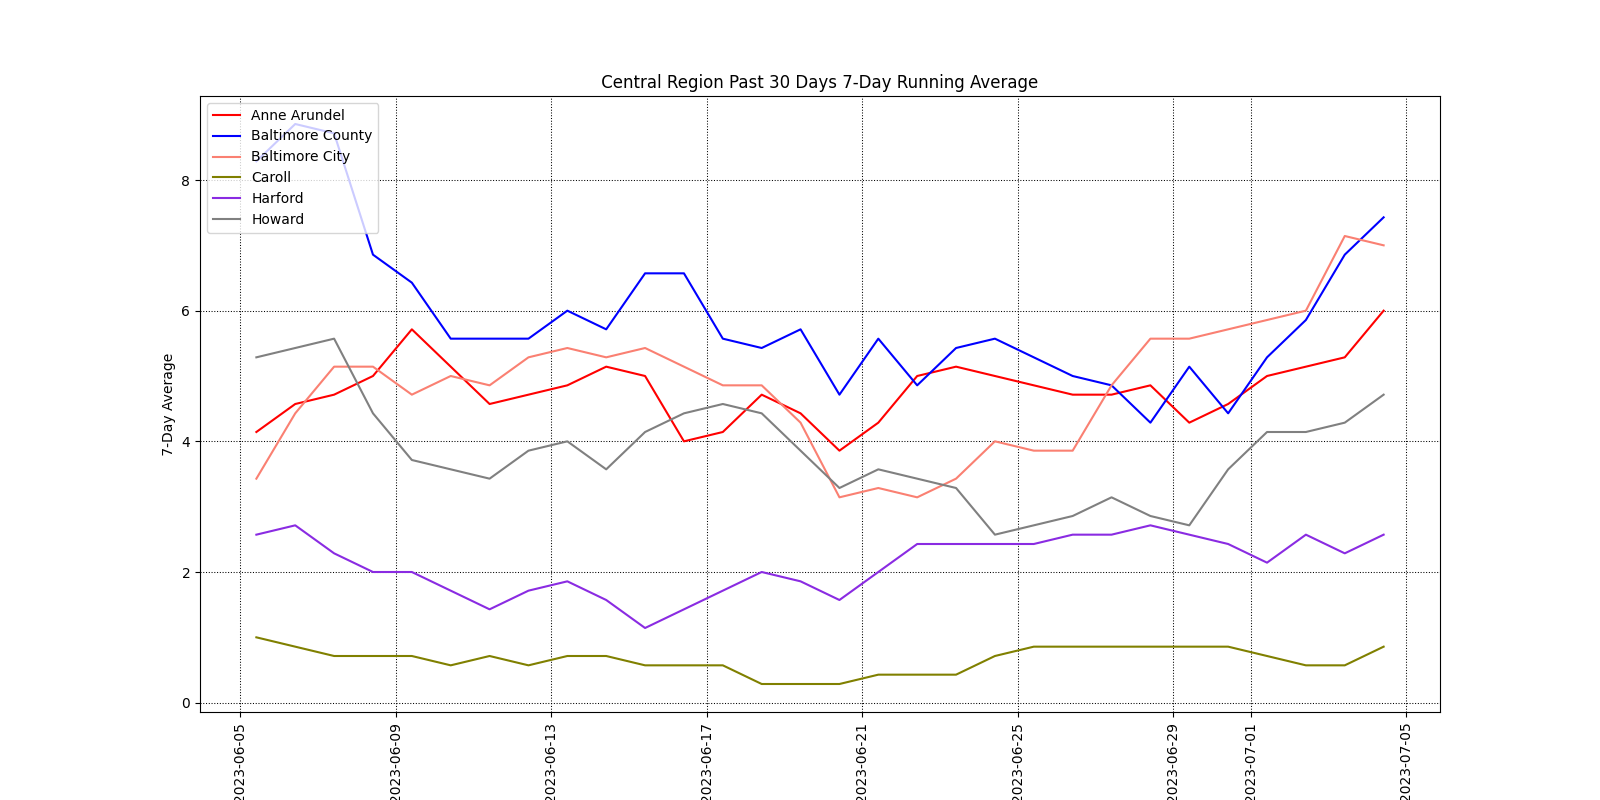 Central Region Past 30 Days 7-Day Running Average
Anne Arundel
Baltimore County
Baltimore City
Caroll
Harford
Howard
8
6
4
2
0
7-Day Average
2023-06-05
2023-06-09
2023-06-13
2023-06-17
2023-06-21
2023-06-25
2023-06-29
2023-07-01
2023-07-05